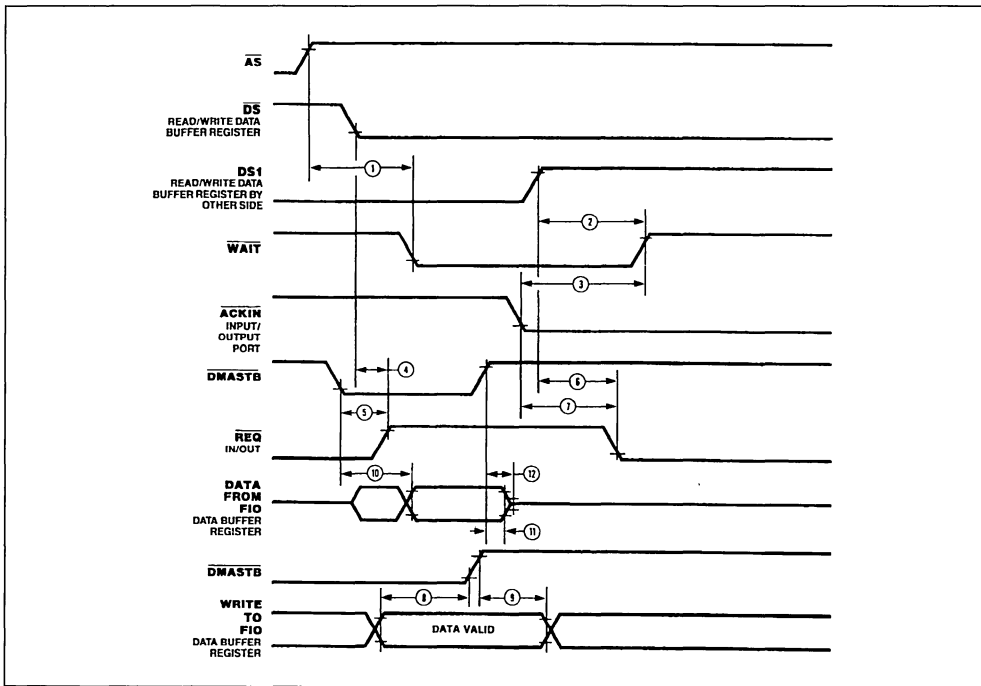 AS
DS
READ/WRITE DATA
BUFFER REGISTER
1
DS1
READ/WRITE DATA
BUFFER REGISTER BY
OTHER SIDE
2
WAIT
3
ACKIN
INPUT/
OUTPUT
PORT
4
DMASTB
6
5
7
REQ
IN/OUT
10
12
DATA
FROM
FIO
DATA BUFFER
REGISTER
11
DMASTB
8
9
WRITE
TO
FIO
DATA BUFFER
REGISTER
DATA VALID